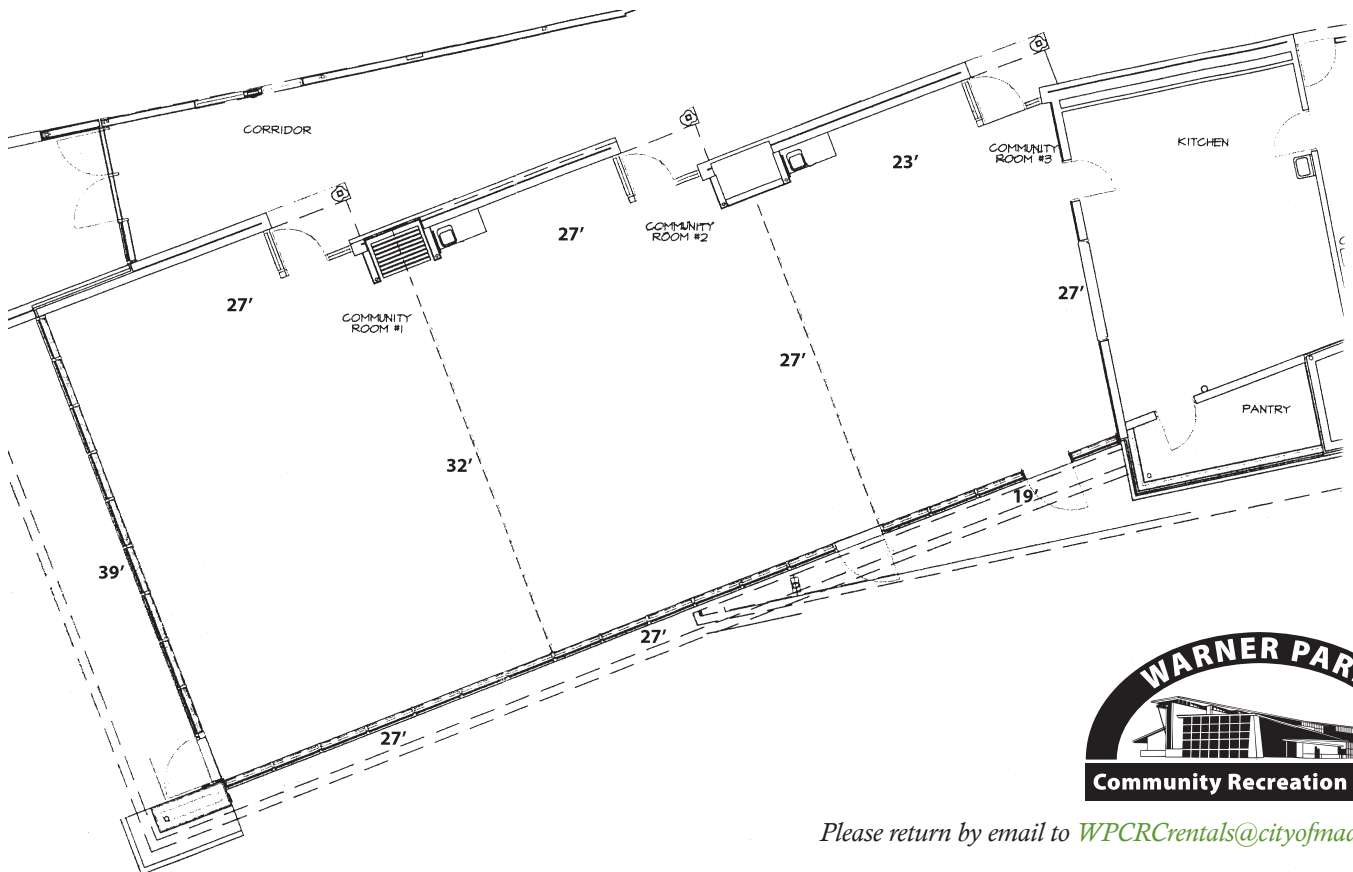 CORRIDOR
KITCHEN
COMMUNITY
ROOM #3
23'
COMMUNITY
ROOM #2
27'
27'
COMMUNITY
ROOM #1
27'
27'
PANTRY
32'
19'
39'
27'
27'
WARNER PAR
Community Recreation
Please return by email to WPCRCrentals@cityofmad